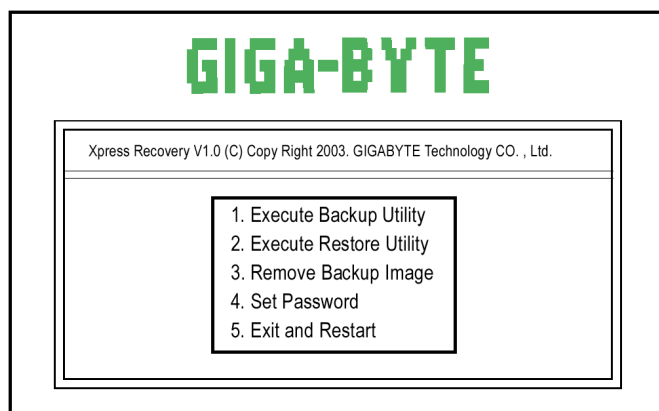 GIGA-BYTE
Xpress Recovery V1.0 (C) Copy Right 2003. GIGABYTE Technology CO. , Ltd.
1. Execute Backup Utility
2. Execute Restore Utility
3. Remove Backup Image
4. Set Password
5. Exit and Restart